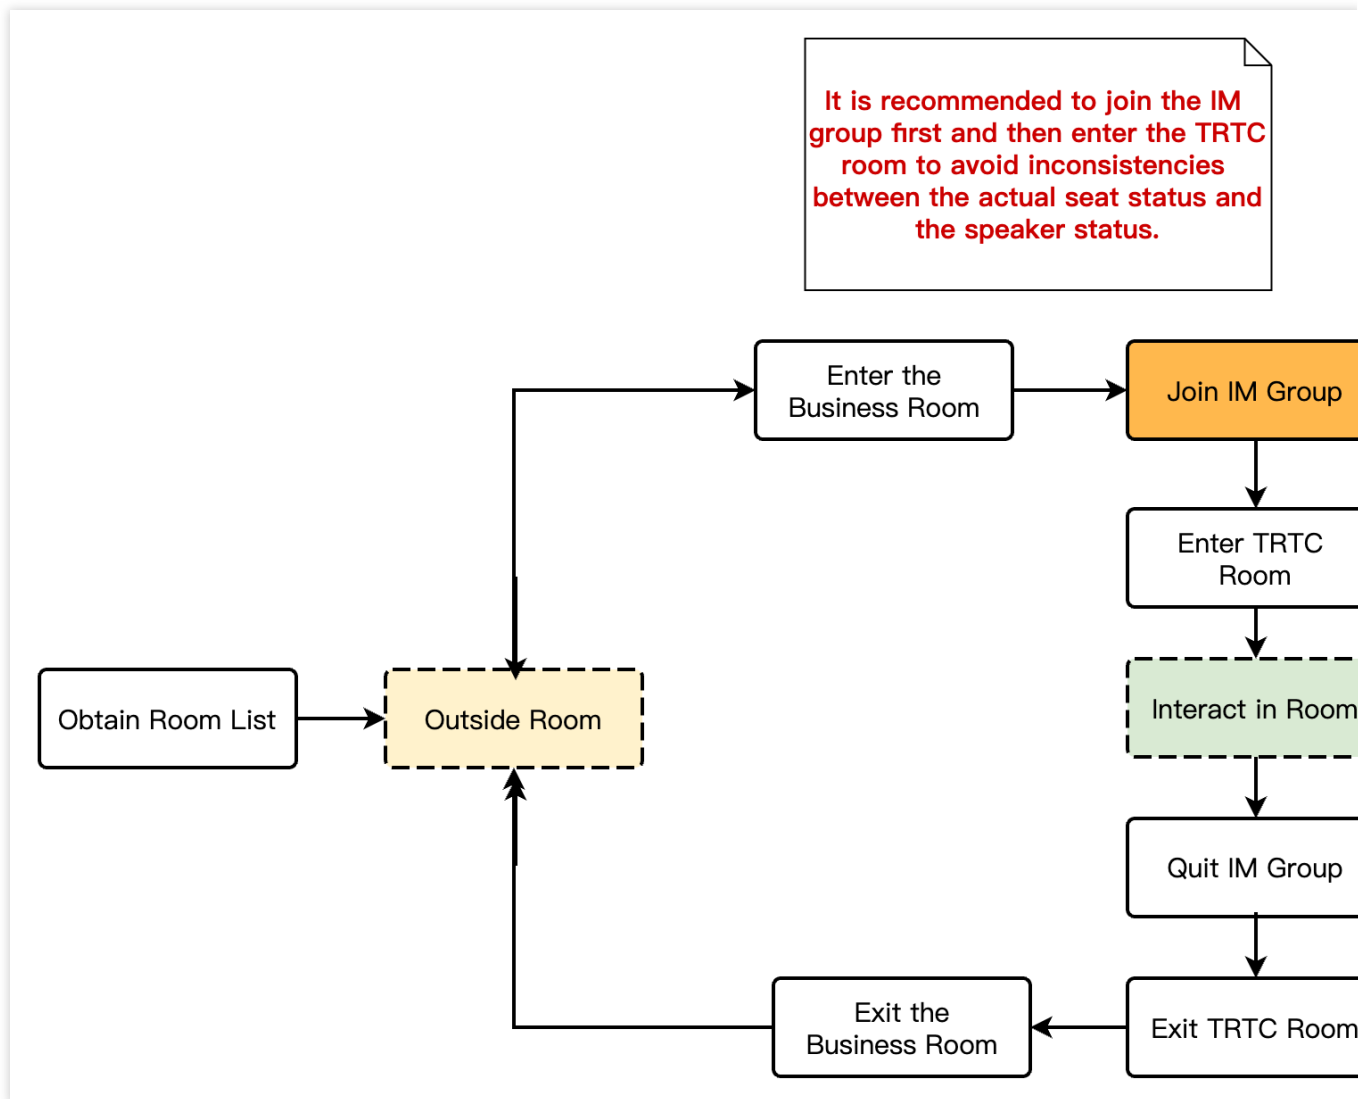 It is recommended to join the IM
group first and then enter the TRTC
room to avoid inconsistencies
between the actual seat status and
the speaker status.
Enter the
Business Room
Join IM Group
Enter TRTC
Room
Obtain Room List
Outside Room
Interact in Room
Quit IM Group
Exit the
Business Room
Exit TRTC Room